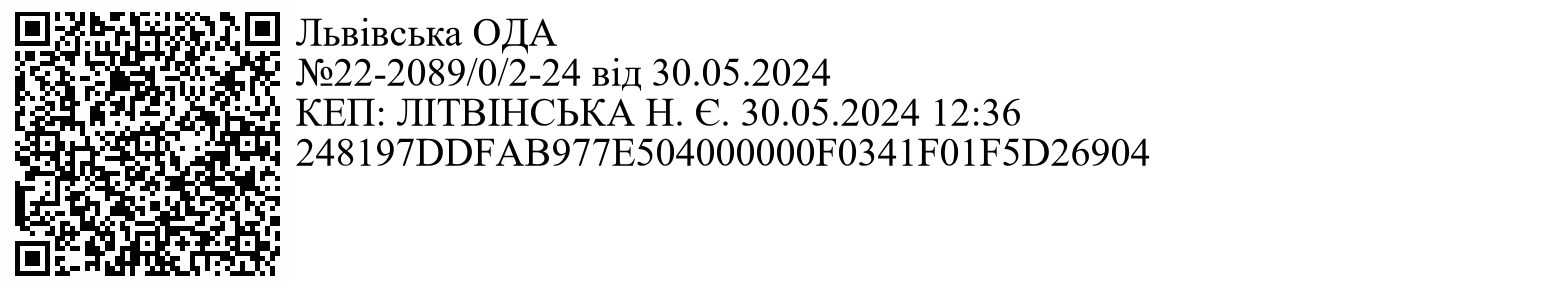 Львівська ОДА
№22-2089/0/2-24 від 30.05.2024
КЕП: ЛІТВІНСЬКА Н. Є. 30.05.2024 12:36
248197DDFAB977E504000000F0341F01F5D26904